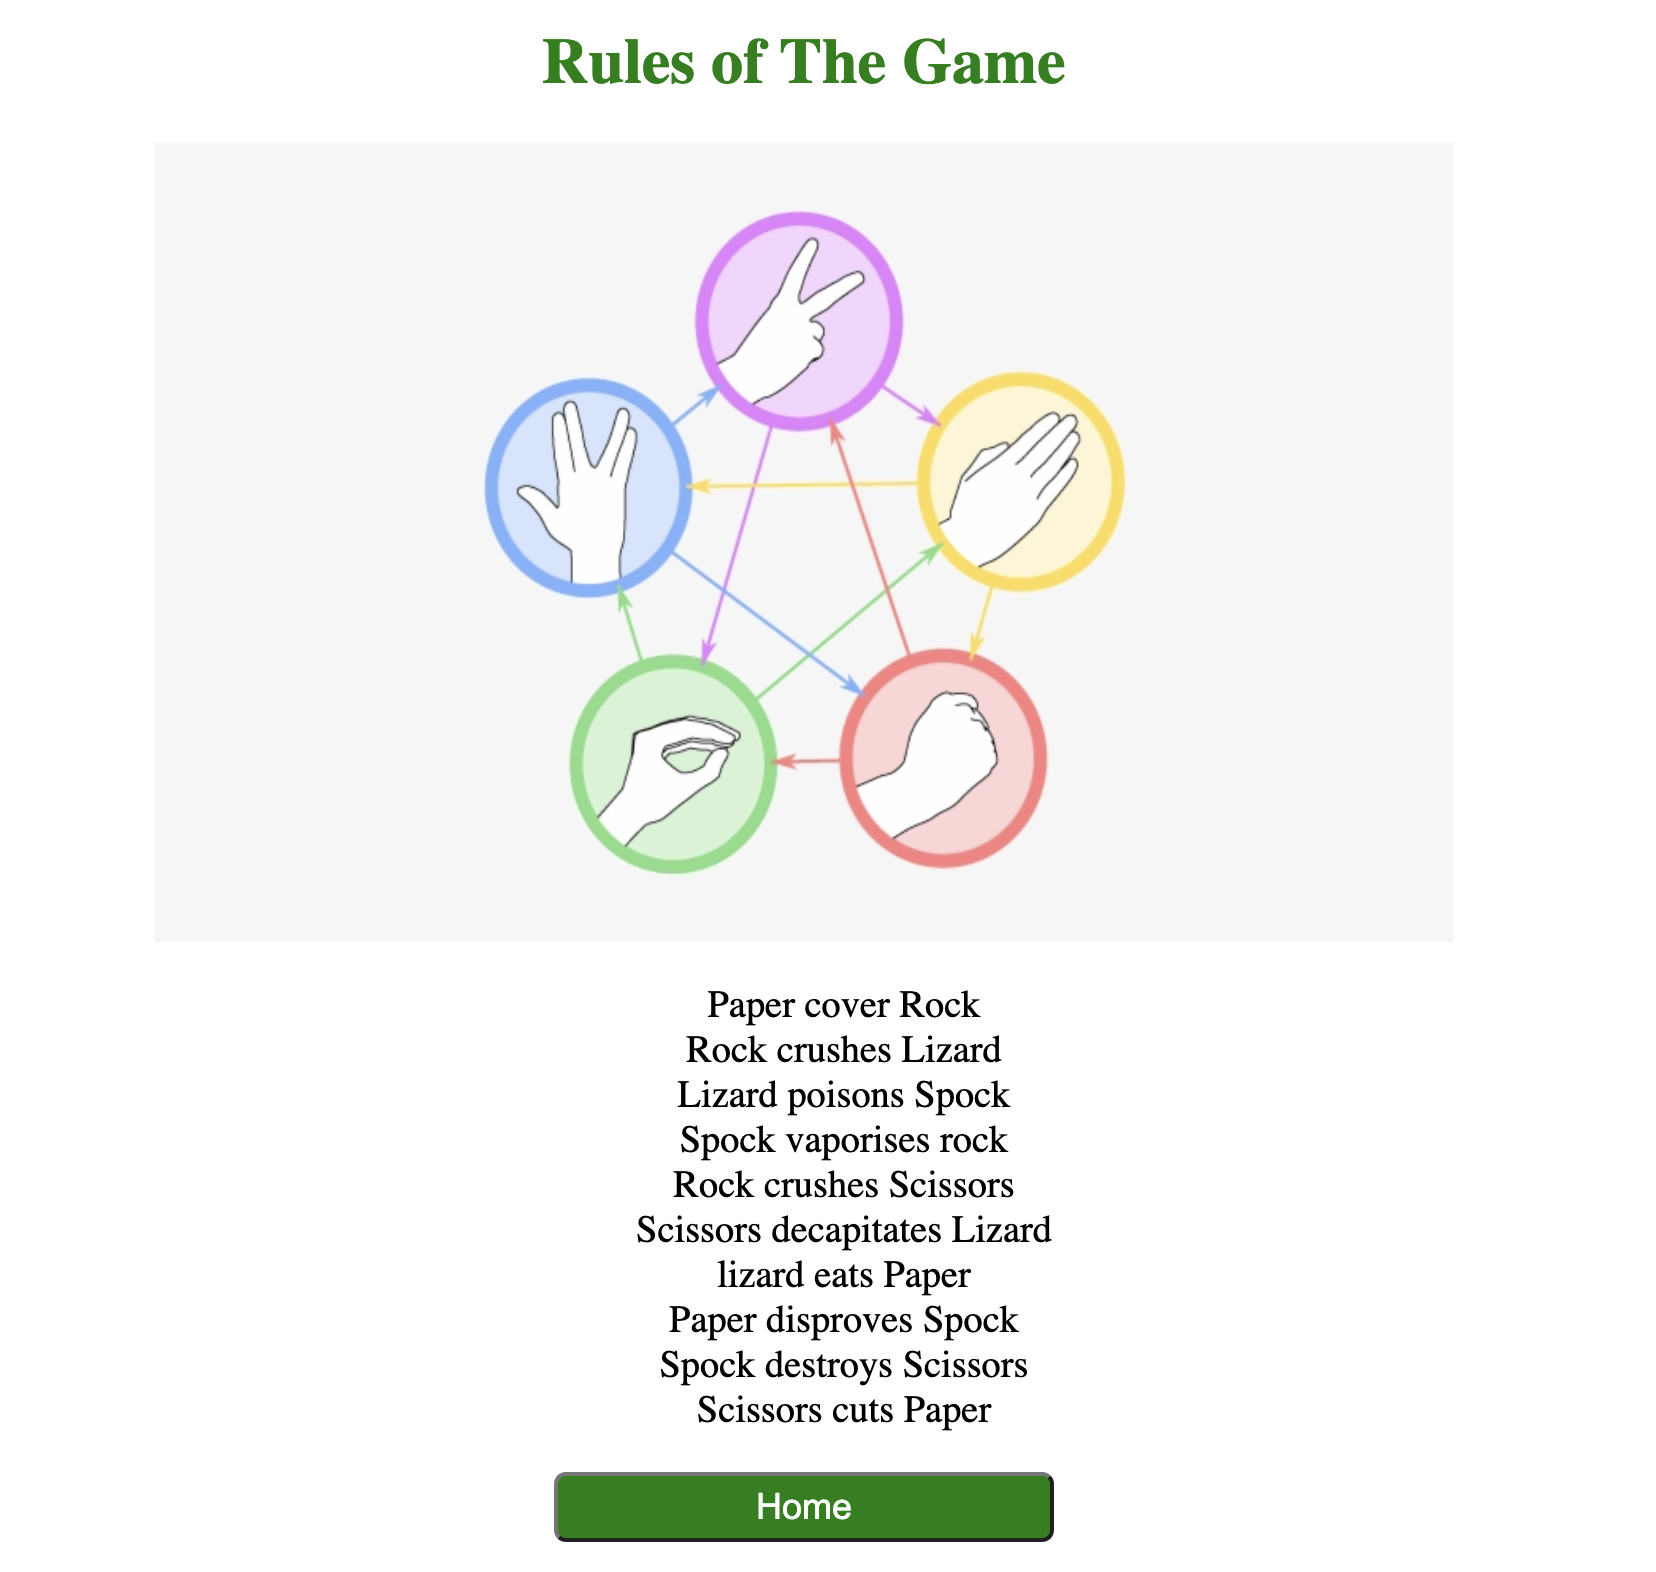 Rules of The Game
Paper cover Rock
Rock crushes Lizard
Lizard poisons Spock
Spock vaporises rock
Rock crushes Scissors
Scissors decapitates Lizard
lizard eats Paper
Paper disproves Spock
Spock destroys Scissors
Scissors cuts Paper
Home